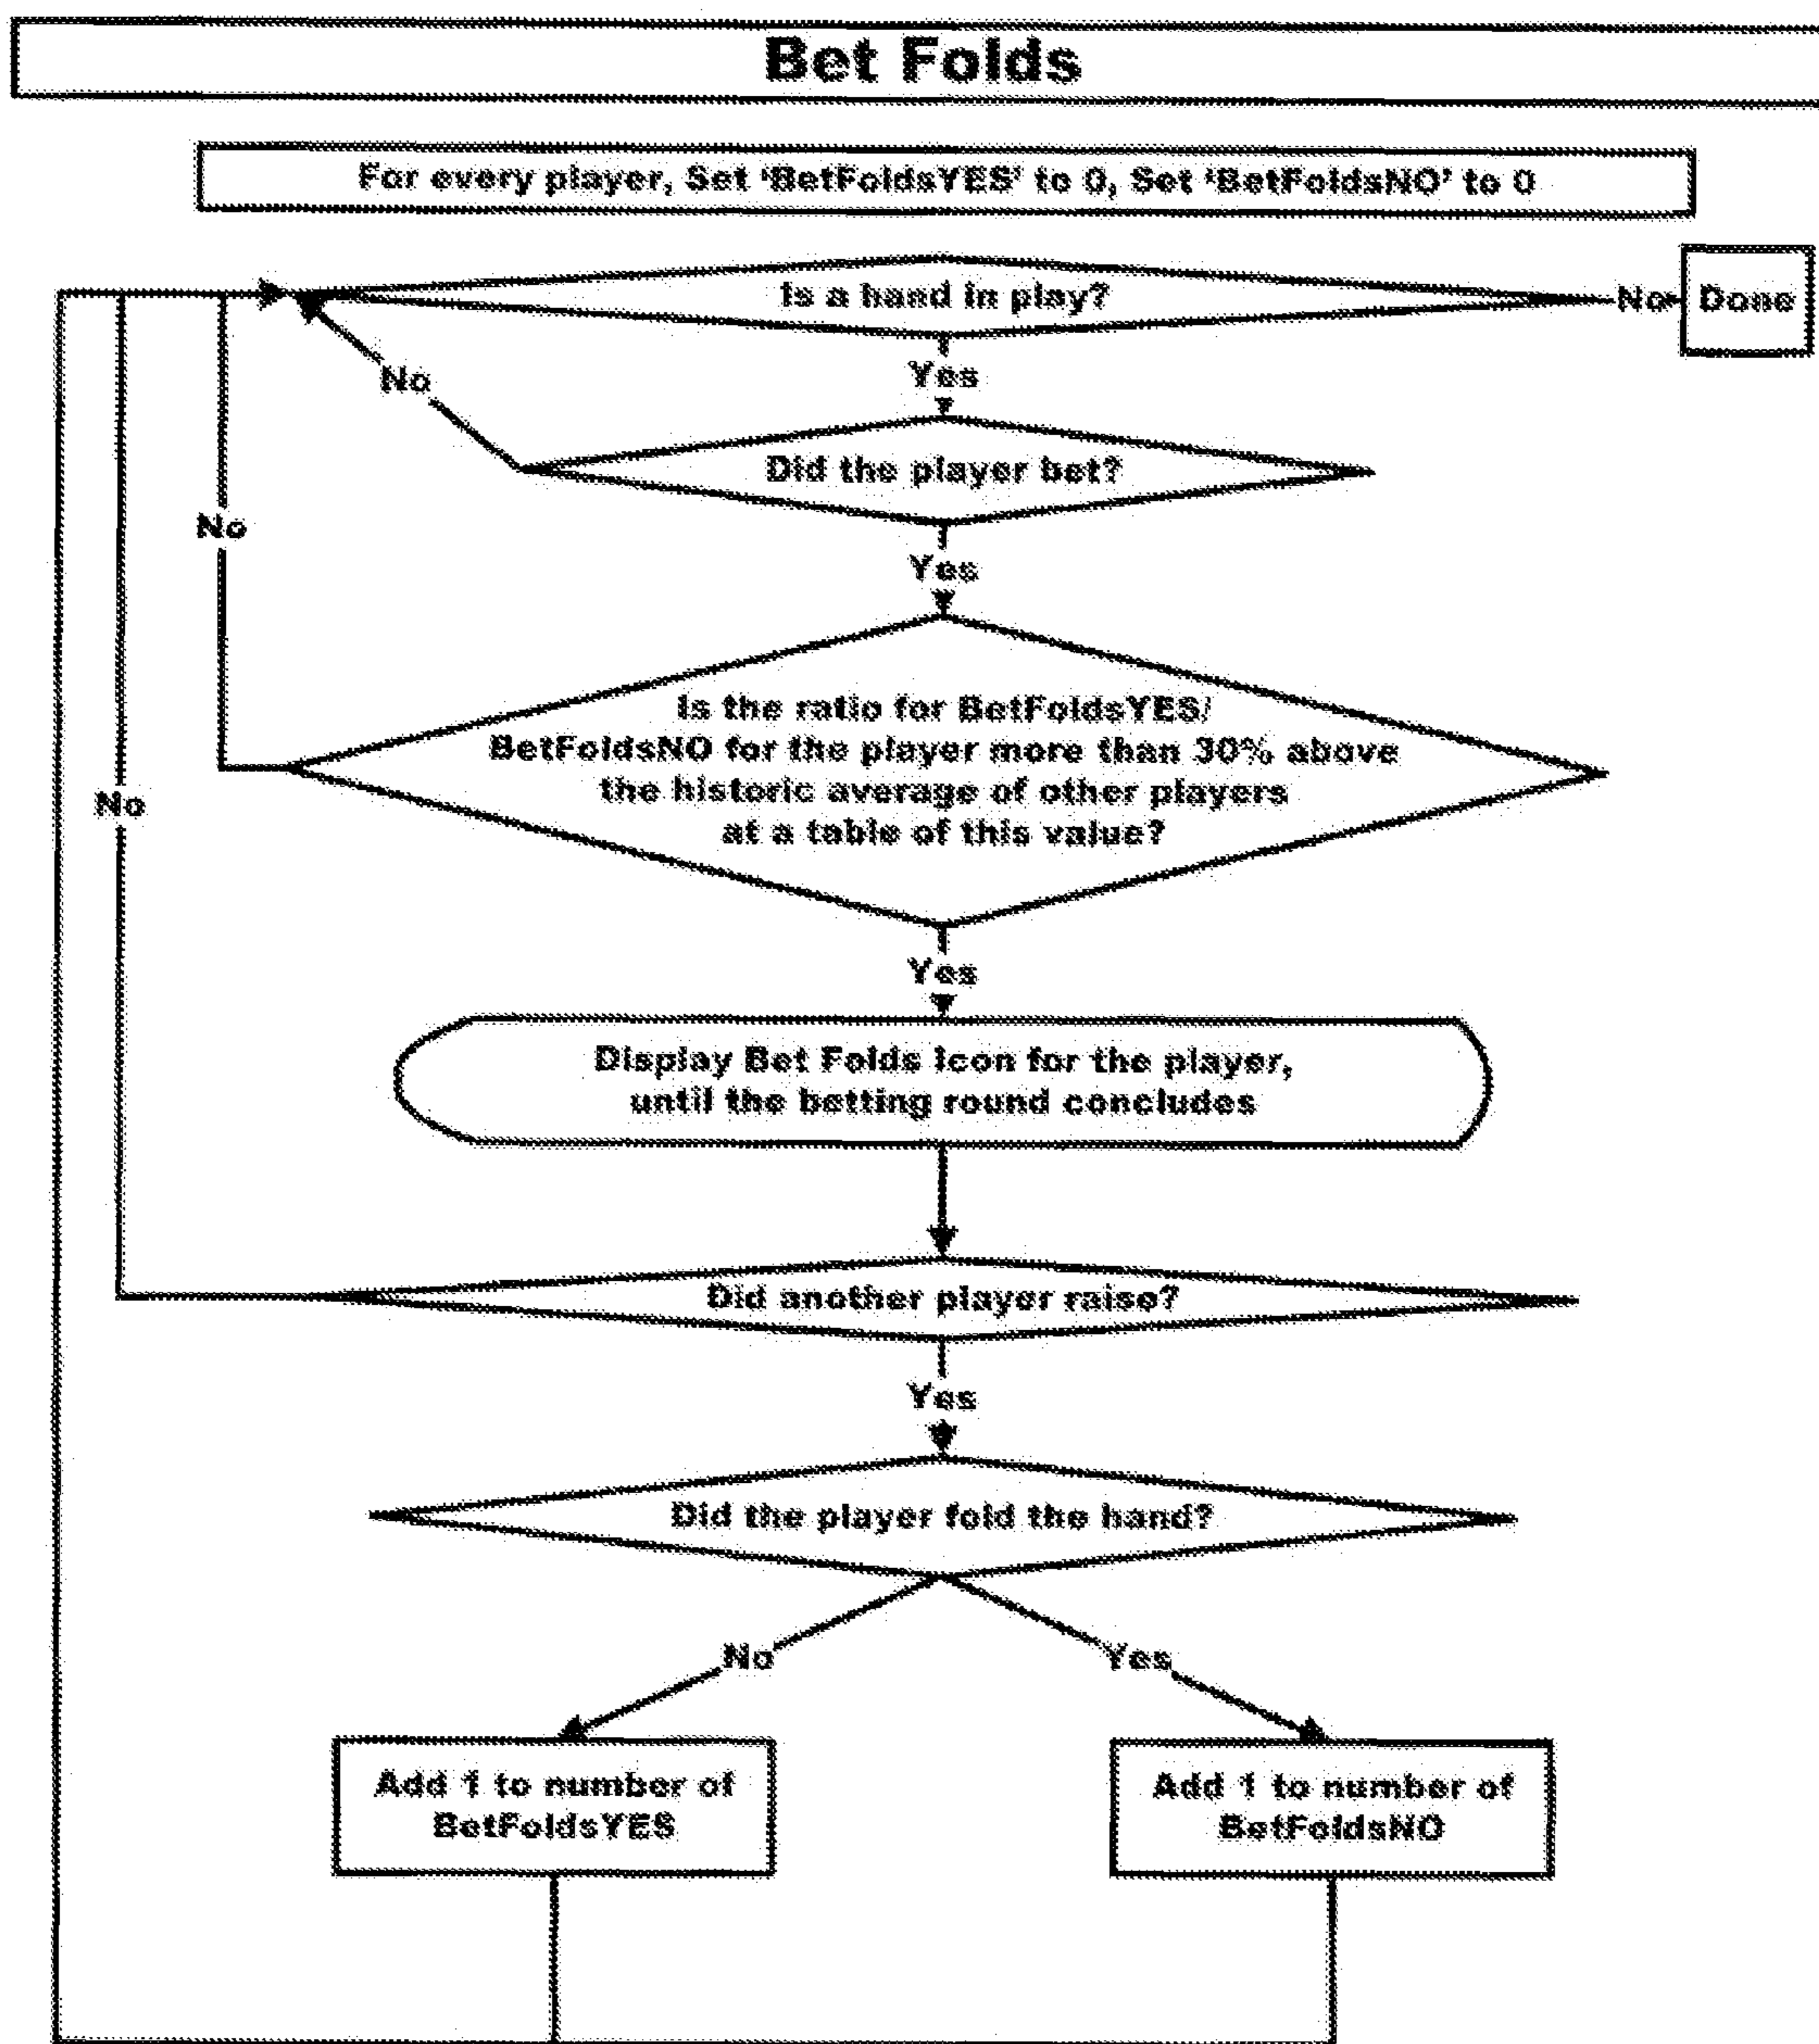 Bet Folds
For every player, Set ‘BetFoldsYES’ to 0, Set ‘BetFoldsNO’ to 0
Is a hand in play?
No
Done
Yes
No
Did the player bet?
No
Yes
Is the ratio for BetFoldsYES/
BetFoldsNO for the player more than 30% above
the historic average of other players
at a table of this value?
No
Yes
Display Bet Folds Icon for the player,
until the betting round concludes
Did another player raise?
Yes
Did the player fold the hand?
No
Yes
Add 1 to number of
BetFoldsYES
Add 1 to number of
BetFoldsNO